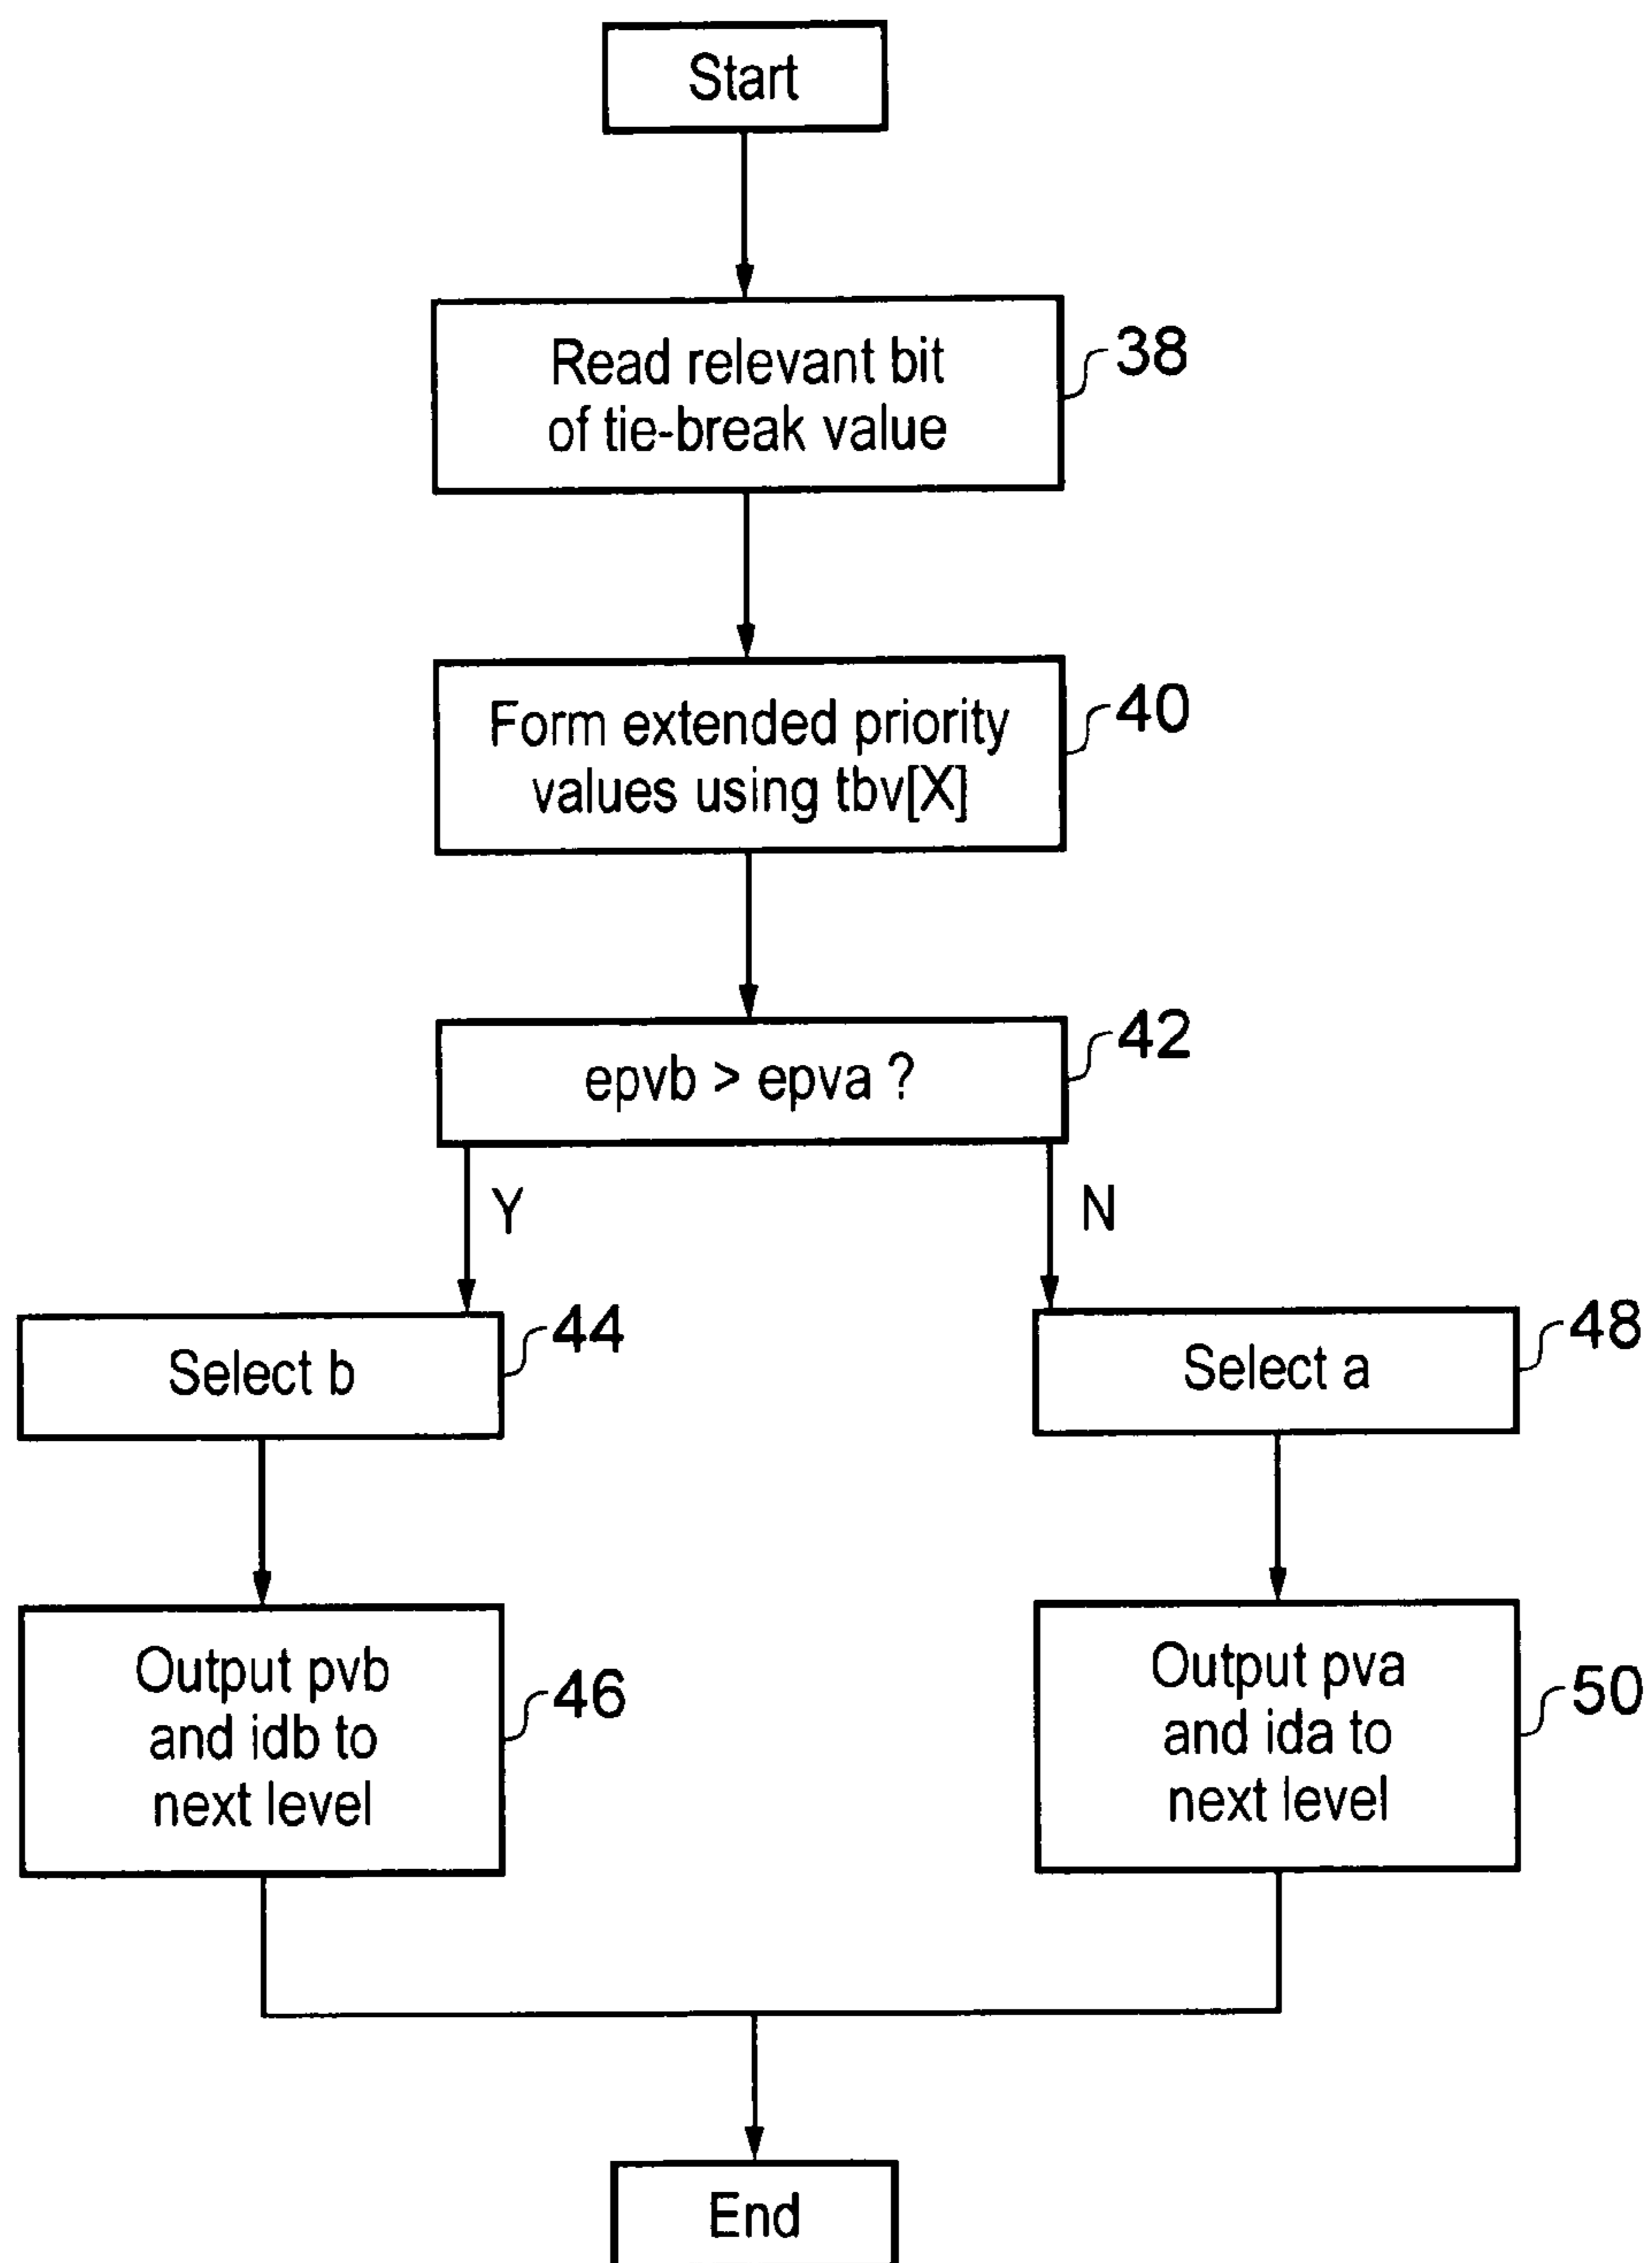 Start
Read relevant bit
of tie-break value
38
Form extended priority
values using tbv[X]
40
epvb > epva ?
42
Y
N
Select b
44
Select a
48
Output pvb
and idb to
next level
46
Output pva
and ida to
next level
50
End